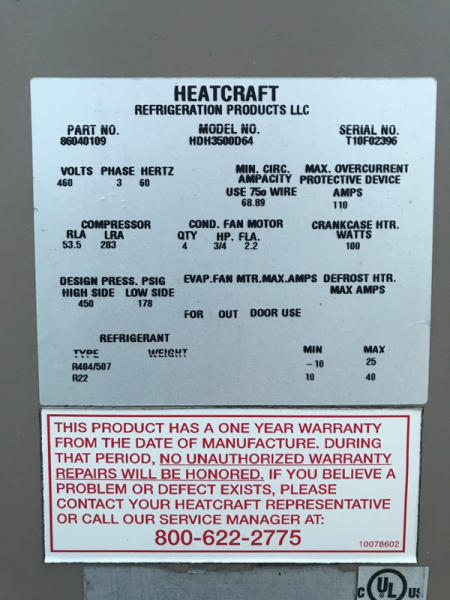 HEATCRAFT
REFRIGERATION PRODUCTS LLC
PART NO. MODEL NO. SERIAL NO.
86040109 HDH3500D64 T10F02396
VOLTS PHASE HERTZ MIN. CIRC. MAX. OVERCURRENT
460 3 60 AMPACITY PROTECTIVE DEVICE
USE 75o WIRE AMPS
68.89 110
COMPRESSOR COND. FAN MOTOR CRANKCASE HTR.
RLA LRA QTY HP. FLA. WATTS
53.5 283 4 3/4 2.2 100
DESIGN PRESS. PSIG EVAP.FAN MTR.MAX.AMPS DEFROST HTR.
HIGH SIDE LOW SIDE MAX AMPS
450 178
FOR OUT DOOR USE
REFRIGERANT
TYPE WEIGHT MIN MAX
R404/507 -10 25
R22 10 40
THIS PRODUCT HAS A ONE YEAR WARRANTY
FROM THE DATE OF MANUFACTURE. DURING
THAT PERIOD, NO UNAUTHORIZED WARRANTY
REPAIRS WILL BE HONORED. IF YOU BELIEVE A
PROBLEM OR DEFECT EXISTS, PLEASE
CONTACT YOUR HEATCRAFT REPRESENTATIVE
OR CALL OUR SERVICE MANAGER AT:
800-622-2775
10078602
C UL US